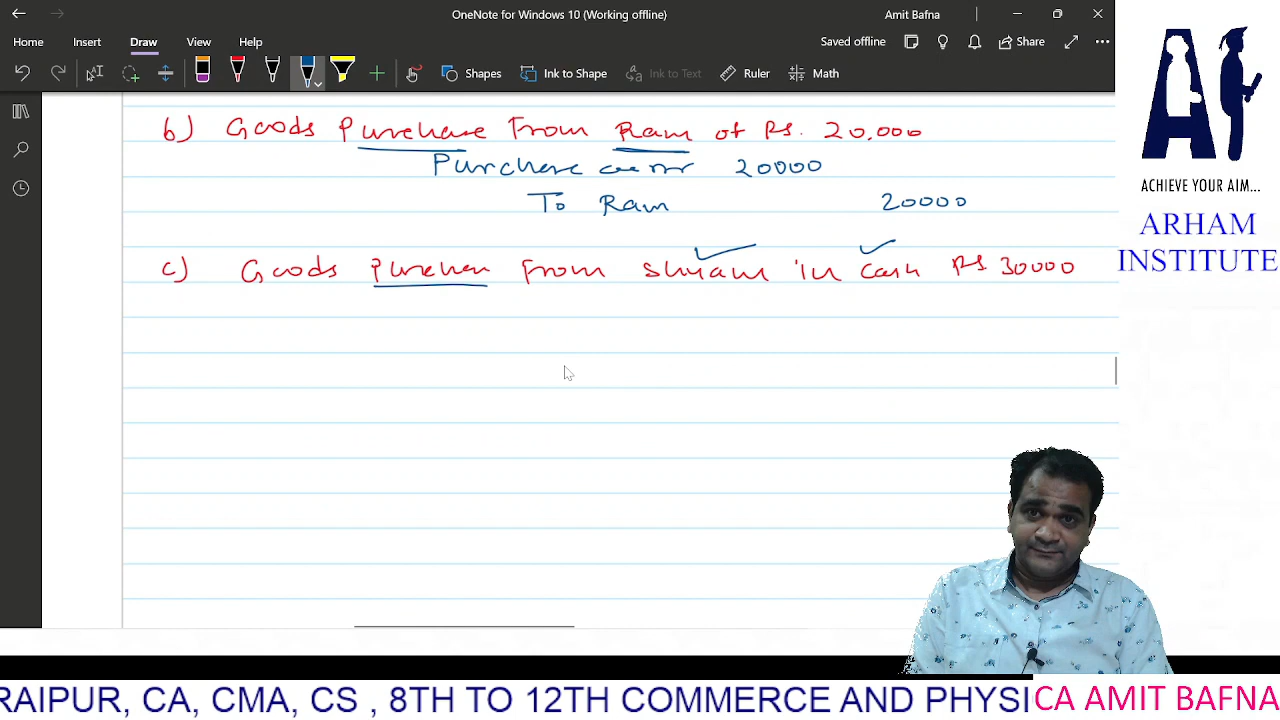 OneNote for Windows 10 (Working offline)
Amit Bafna
Home Insert Draw View Help
Saved offline Share
Shapes Ink to Shape Ink to Text Ruler Math
b) Goods Purchase From Ram of Rs. 20,000
Purchase 20000
To Ram 20000
c) Goods From Shyam in cash Rs 30000
AI
ACHIEVE YOUR AIM...
ARHAM
INSTITUTE
RAIPUR, CA, CMA, CS , 8TH TO 12TH COMMERCE AND PHYSI
CA AMIT BAFNA